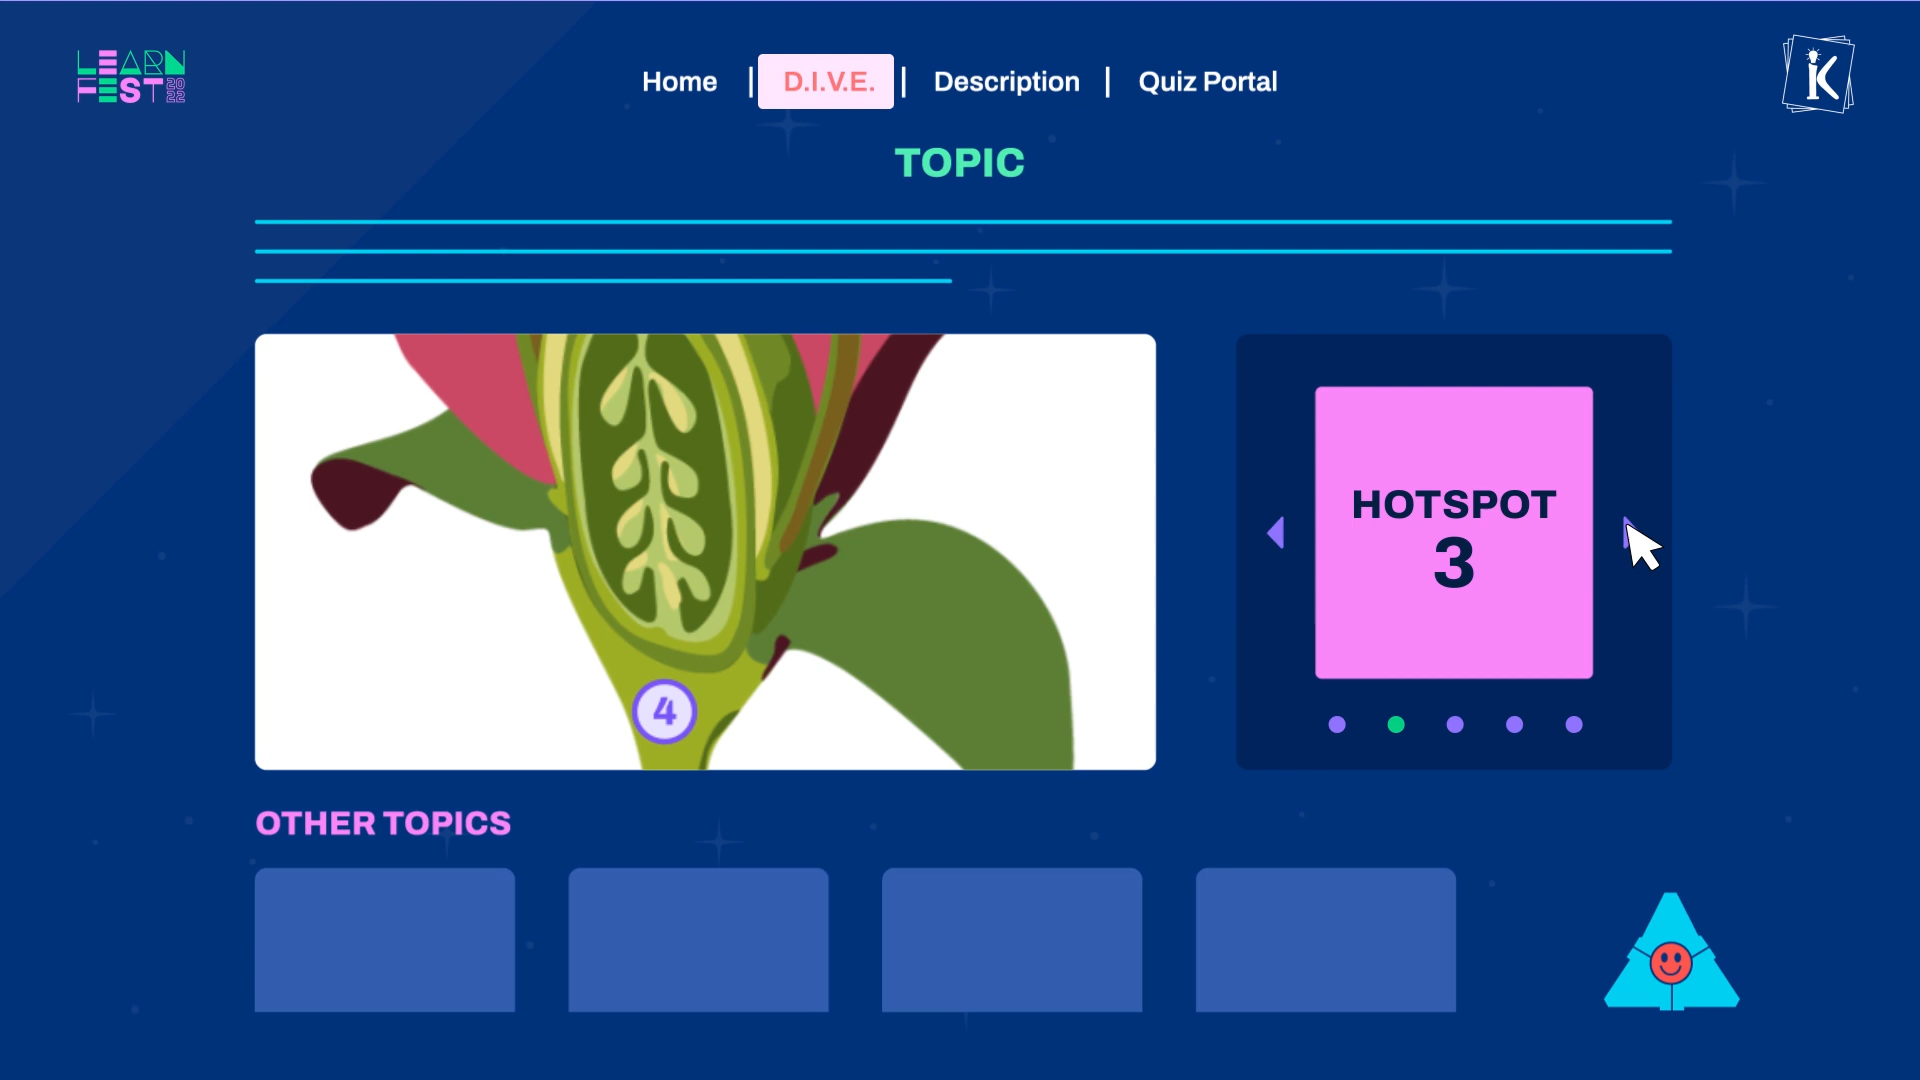 LEARN
FEST 2022
Home | D.I.V.E. | Description | Quiz Portal
K
TOPIC
HOTSPOT
3
4
OTHER TOPICS